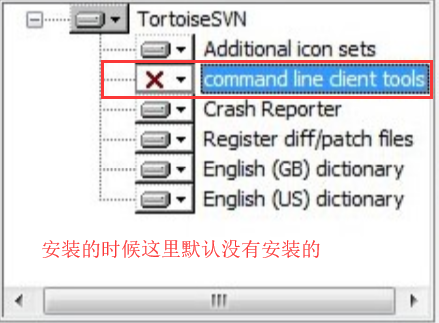 TortoiseSVN
Additional icon sets
command line client tools
Crash Reporter
Register diff/patch files
English (GB) dictionary
English (US) dictionary
安装的时候这里默认没有安装的